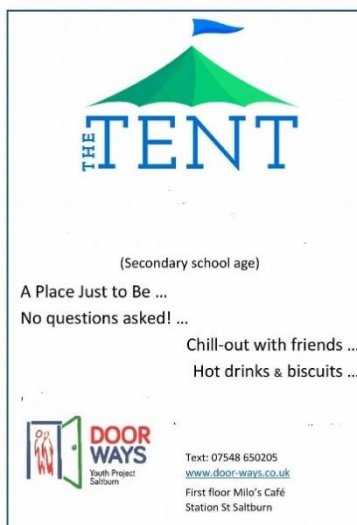 THE TENT
(Secondary school age)
A Place Just to Be ...
No questions asked! ...
Chill-out with friends ...
Hot drinks & biscuits ...
DOOR
WAYS
Youth Project
Saltburn
Text: 07548 650205
www.door-ways.co.uk
First floor Milo's Café
Station St Saltburn